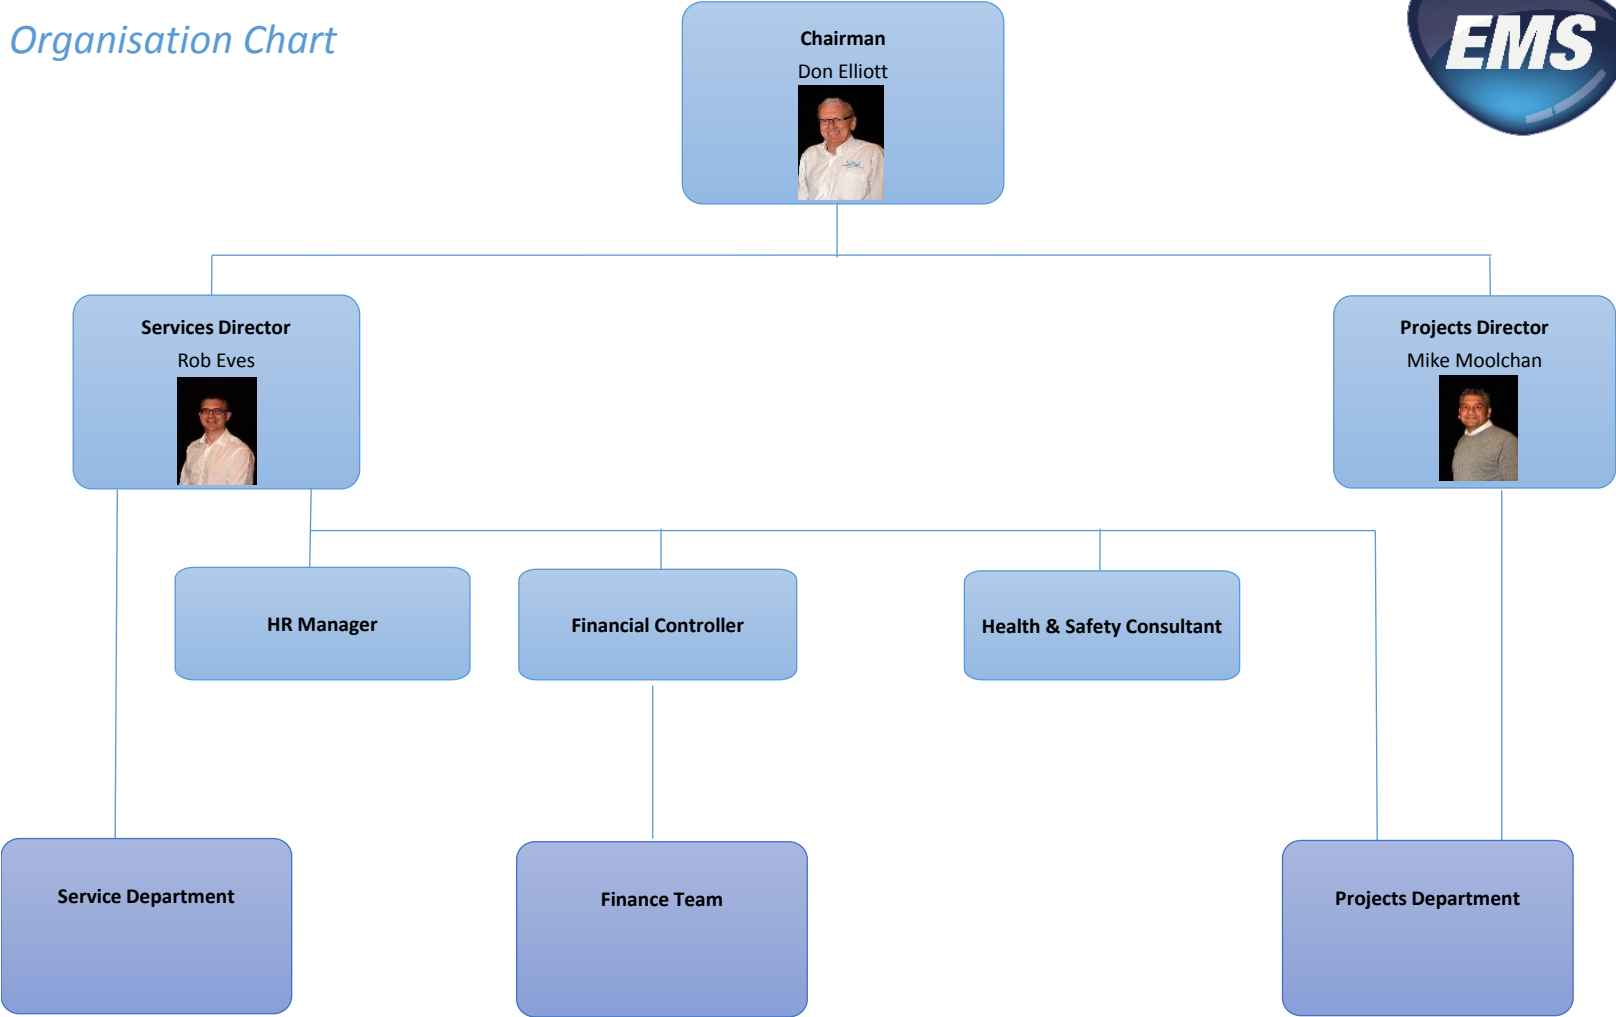 Organisation Chart
EMS
Chairman
Don Elliott
Services Director
Rob Eves
Projects Director
Mike Moolchan
HR Manager
Financial Controller
Health & Safety Consultant
Service Department
Finance Team
Projects Department